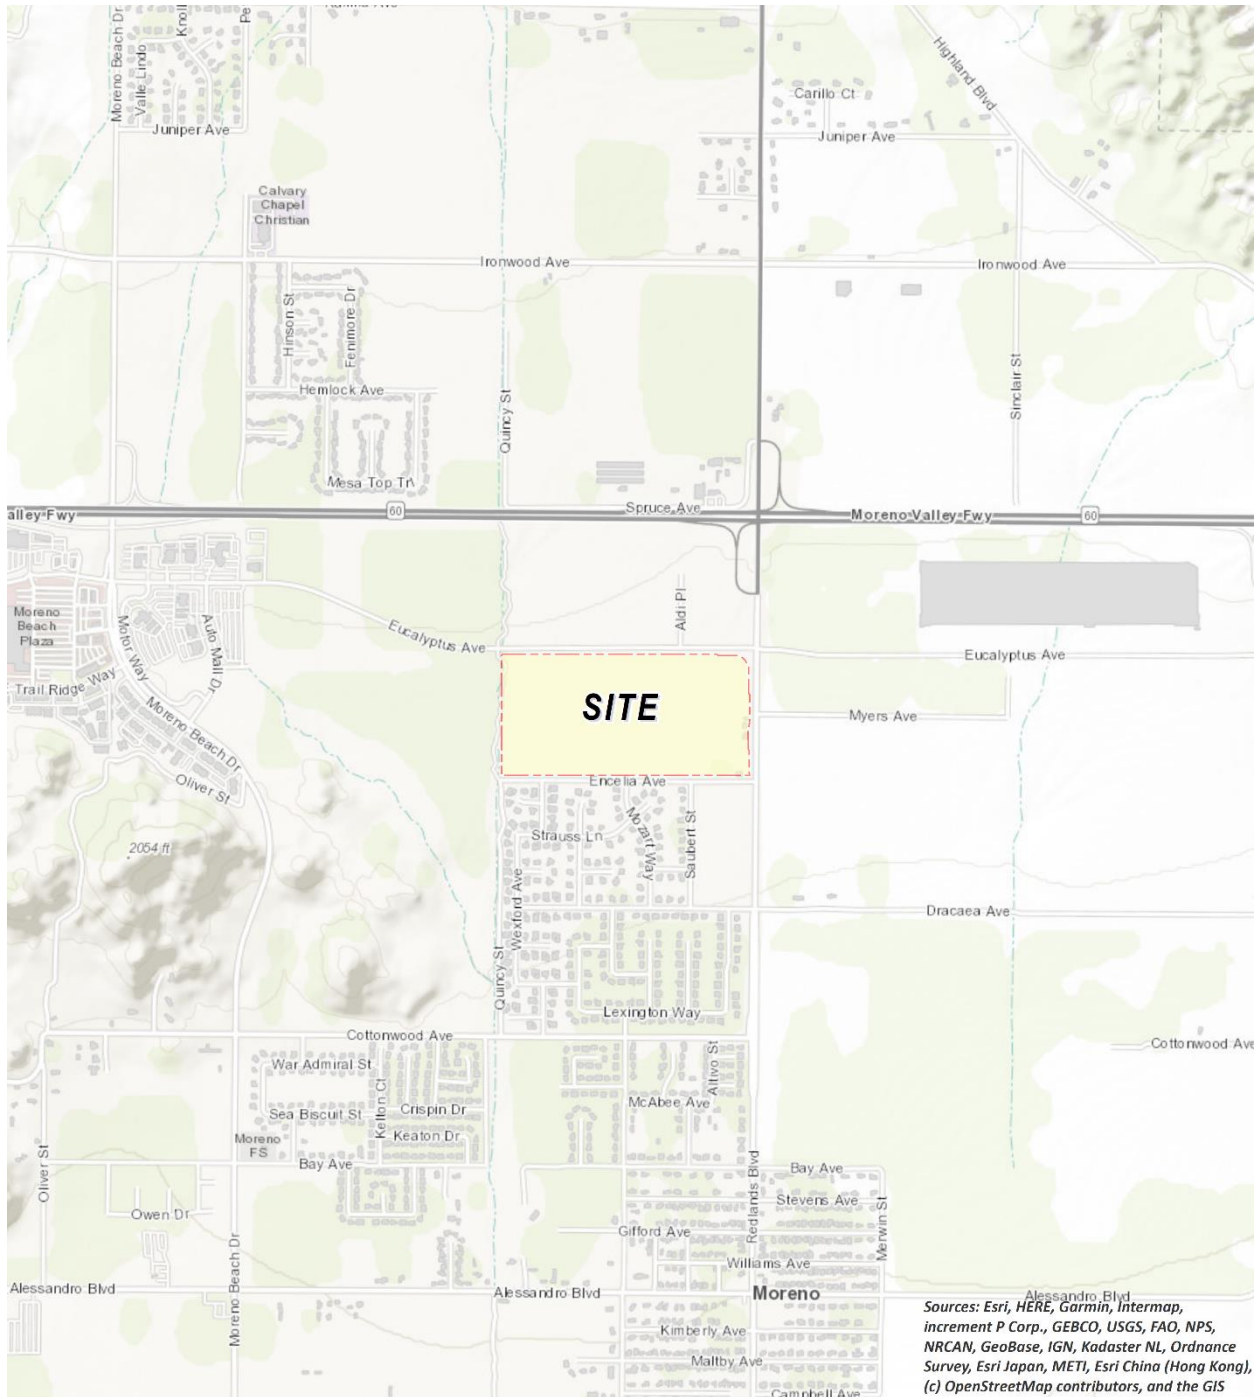 Moreno Beach Dr
Valle Lindo
Juniper Ave
Highland Blvd
Carillo Ct
Juniper Ave
Calvary
Chapel
Christian
Ironwood Ave
Ironwood Ave
Hinson St
Fenimore Dr
Hemlock Ave
Quincy St
Sinclair St
Mesa Top Tr
Spruce Ave
alley Fwy
60
Moreno Valley Fwy
60
Moreno
Beach
Plaza
Motor Way
Auto Mall Dr
Eucalyptus Ave
Aldi Pl
Eucalyptus Ave
Trail Ridge Way
Moreno Beach Dr
SITE
Myers Ave
Oliver St
Encelia Ave
2054 ft
Strauss Ln
Mozart Way
Saubert St
Wexford Ave
Dracaea Ave
Quincy St
Lexington Way
Cottonwood Ave
Cottonwood Ave
War Admiral St
Altivo St
Kelton Ct
Sea Biscuit St
Crispin Dr
McAbee Ave
Keaton Dr
Moreno
FS
Bay Ave
Bay Ave
Oliver St
Redlands Blvd
Stevens Ave
Merwin St
Owen Dr
Gifford Ave
Williams Ave
Moreno Beach Dr
Alessandro Blvd
Alessandro Blvd
Moreno
Alessandro Blvd
Kimberly Ave
Maltby Ave
Campbell Ave
Sources: Esri, HERE, Garmin, Intermap,
increment P Corp., GEBCO, USGS, FAO, NPS,
NRCAN, GeoBase, IGN, Kadaster NL, Ordnance
Survey, Esri Japan, METI, Esri China (Hong Kong),
(c) OpenStreetMap contributors, and the GIS